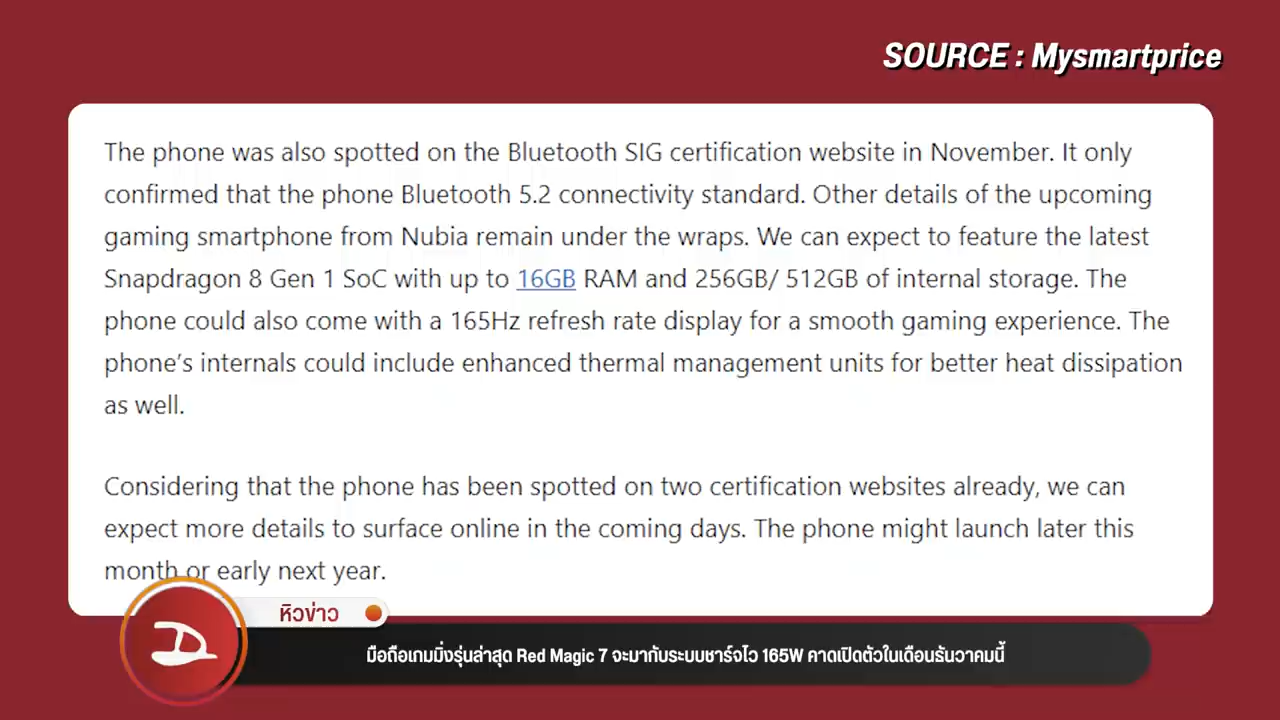 SOURCE : Mysmartprice
The phone was also spotted on the Bluetooth SIG certification website in November. It only
confirmed that the phone Bluetooth 5.2 connectivity standard. Other details of the upcoming
gaming smartphone from Nubia remain under the wraps. We can expect to feature the latest
Snapdragon 8 Gen 1 SoC with up to 16GB RAM and 256GB/ 512GB of internal storage. The
phone could also come with a 165Hz refresh rate display for a smooth gaming experience. The
phone’s internals could include enhanced thermal management units for better heat dissipation
as well.
Considering that the phone has been spotted on two certification websites already, we can
expect more details to surface online in the coming days. The phone might launch later this
month or early next year.
หิวข่าว
D
มือถือเกมมิ่งรุ่นล่าสุด Red Magic 7 จะมากับระบบชาร์จไว 165W คาดเปิดตัวในเดือนธันวาคมนี้